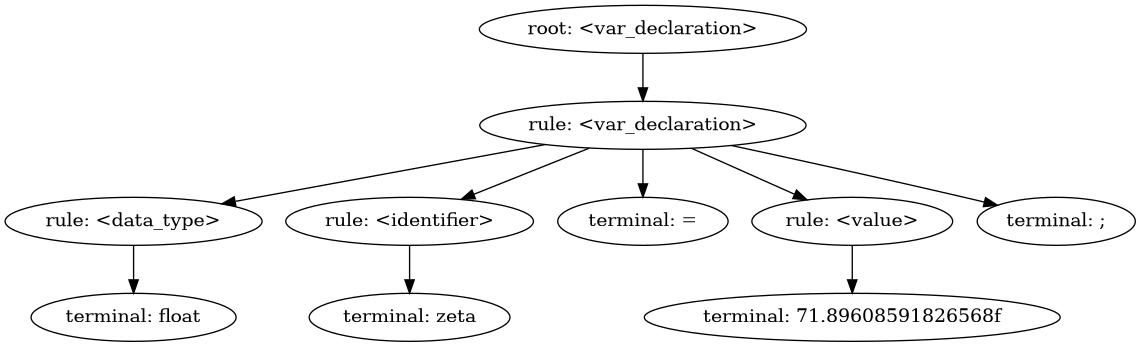 root: <var_declaration>
rule: <var_declaration>
rule: <data_type>
rule: <identifier>
terminal: =
rule: <value>
terminal: ;
terminal: float
terminal: zeta
terminal: 71.89608591826568f